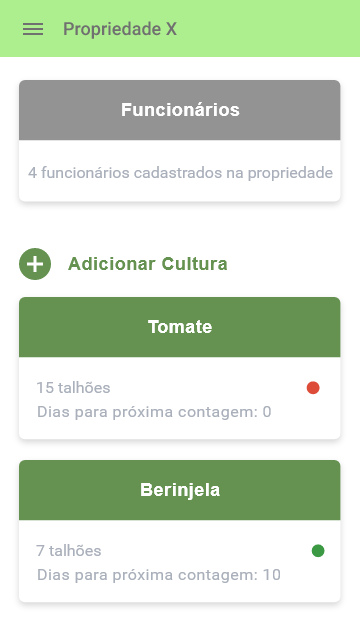 Propriedade X
Funcionários
4 funcionários cadastrados na propriedade
Adicionar Cultura
Tomate
15 talhões
Dias para próxima contagem: 0
Berinjela
7 talhões
Dias para próxima contagem: 10